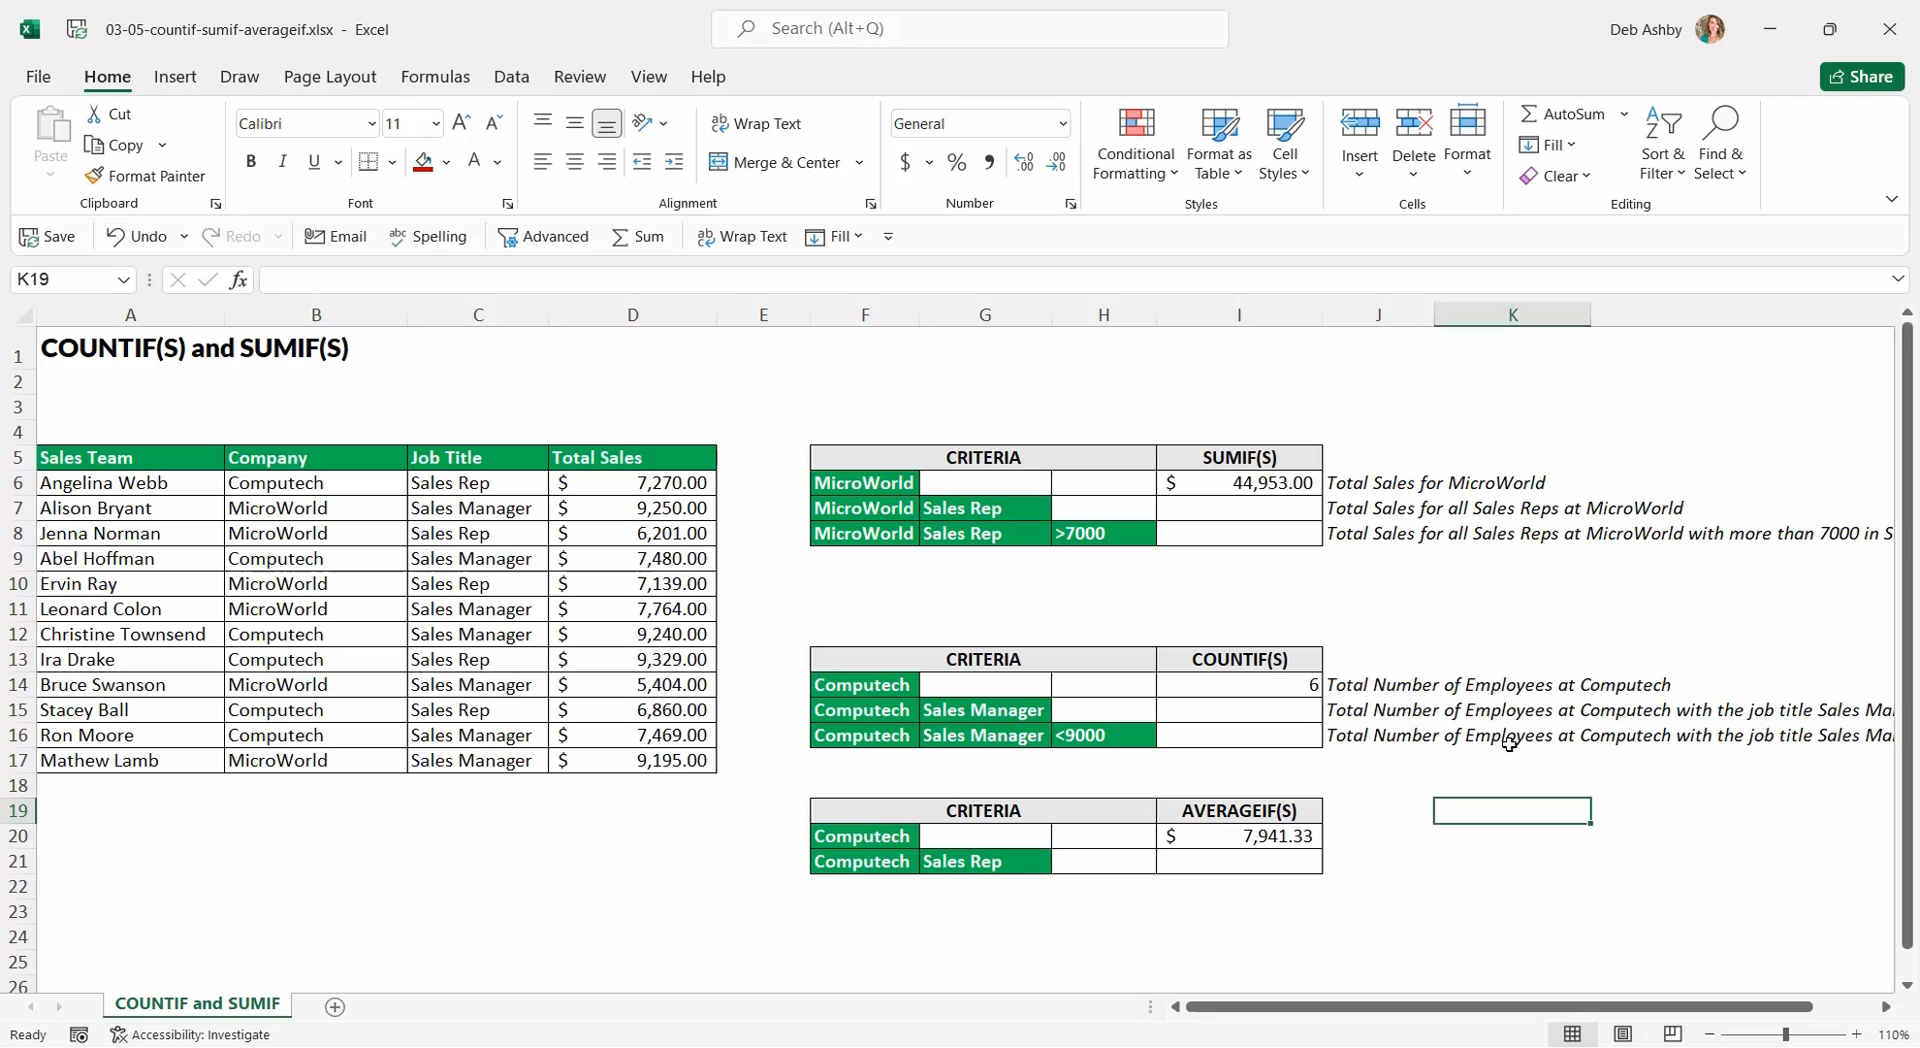 03-05-countif-sumif-averageif.xlsx - Excel
Search (Alt+Q)
Deb Ashby
File Home Insert Draw Page Layout Formulas Data Review View Help
Share
Paste
Cut
Copy
Format Painter
Clipboard
Calibri 11
B I U A
Font
Wrap Text
Merge & Center
Alignment
General
$ %
Number
Conditional Formatting
Format as Table
Cell Styles
Styles
Insert Delete Format
Cells
AutoSum
Fill
Clear
Sort & Filter
Find & Select
Editing
Save Undo Redo Email Spelling Advanced Sum Wrap Text Fill
K19
fx
A B C D E F G H I J K
1 COUNTIF(S) and SUMIF(S)
2
3
4
5 Sales Team Company Job Title Total Sales CRITERIA SUMIF(S)
6 Angelina Webb Computech Sales Rep $ 7,270.00 MicroWorld $ 44,953.00 Total Sales for MicroWorld
7 Alison Bryant MicroWorld Sales Manager $ 9,250.00 MicroWorld Sales Rep Total Sales for all Sales Reps at MicroWorld
8 Jenna Norman MicroWorld Sales Rep $ 6,201.00 MicroWorld Sales Rep >7000 Total Sales for all Sales Reps at MicroWorld with more than 7000 in S
9 Abel Hoffman Computech Sales Manager $ 7,480.00
10 Ervin Ray MicroWorld Sales Rep $ 7,139.00
11 Leonard Colon MicroWorld Sales Manager $ 7,764.00
12 Christine Townsend Computech Sales Manager $ 9,240.00
13 Ira Drake Computech Sales Rep $ 9,329.00 CRITERIA COUNTIF(S)
14 Bruce Swanson MicroWorld Sales Manager $ 5,404.00 Computech 6 Total Number of Employees at Computech
15 Stacey Ball Computech Sales Rep $ 6,860.00 Computech Sales Manager Total Number of Employees at Computech with the job title Sales Ma
16 Ron Moore Computech Sales Manager $ 7,469.00 Computech Sales Manager <9000 Total Number of Employees at Computech with the job title Sales Ma
17 Mathew Lamb MicroWorld Sales Manager $ 9,195.00
18
19 CRITERIA AVERAGEIF(S)
20 Computech $ 7,941.33
21 Computech Sales Rep
22
23
24
25
26
COUNTIF and SUMIF
Ready
Accessibility: Investigate
110%